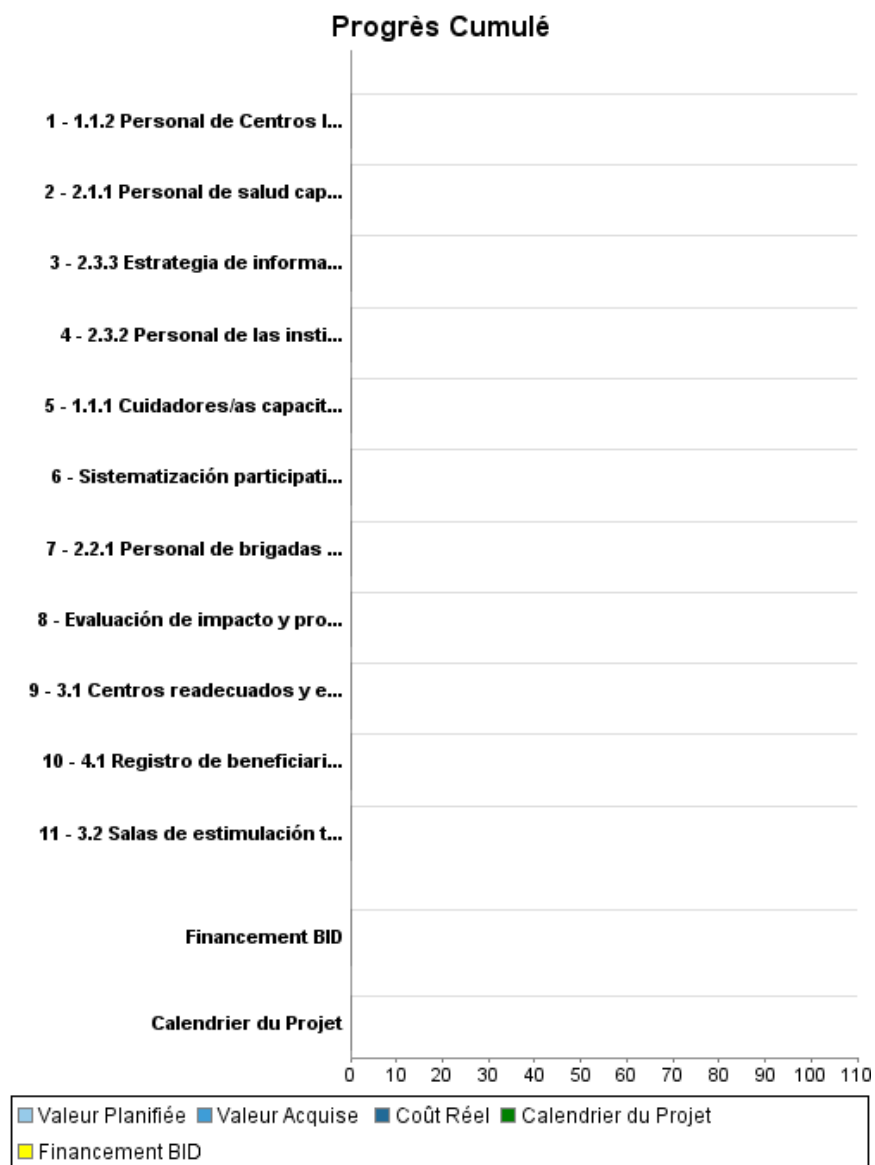 Progrès Cumulé
1 - 1.1.2 Personal de Centros I...
2 - 2.1.1 Personal de salud cap...
3 - 2.3.3 Estrategia de informa...
4 - 2.3.2 Personal de las insti...
5 - 1.1.1 Cuidadores/as capacit...
6 - Sistematización participati...
7 - 2.2.1 Personal de brigadas ...
8 - Evaluación de impacto y pro...
9 - 3.1 Centros readecuados y e...
10 - 4.1 Registro de beneficiari...
11 - 3.2 Salas de estimulación t...
Financement BID
Calendrier du Projet
0 10 20 30 40 50 60 70 80 90 100 110
Valeur Planifiée Valeur Acquise Coût Réel Calendrier du Projet
Financement BID